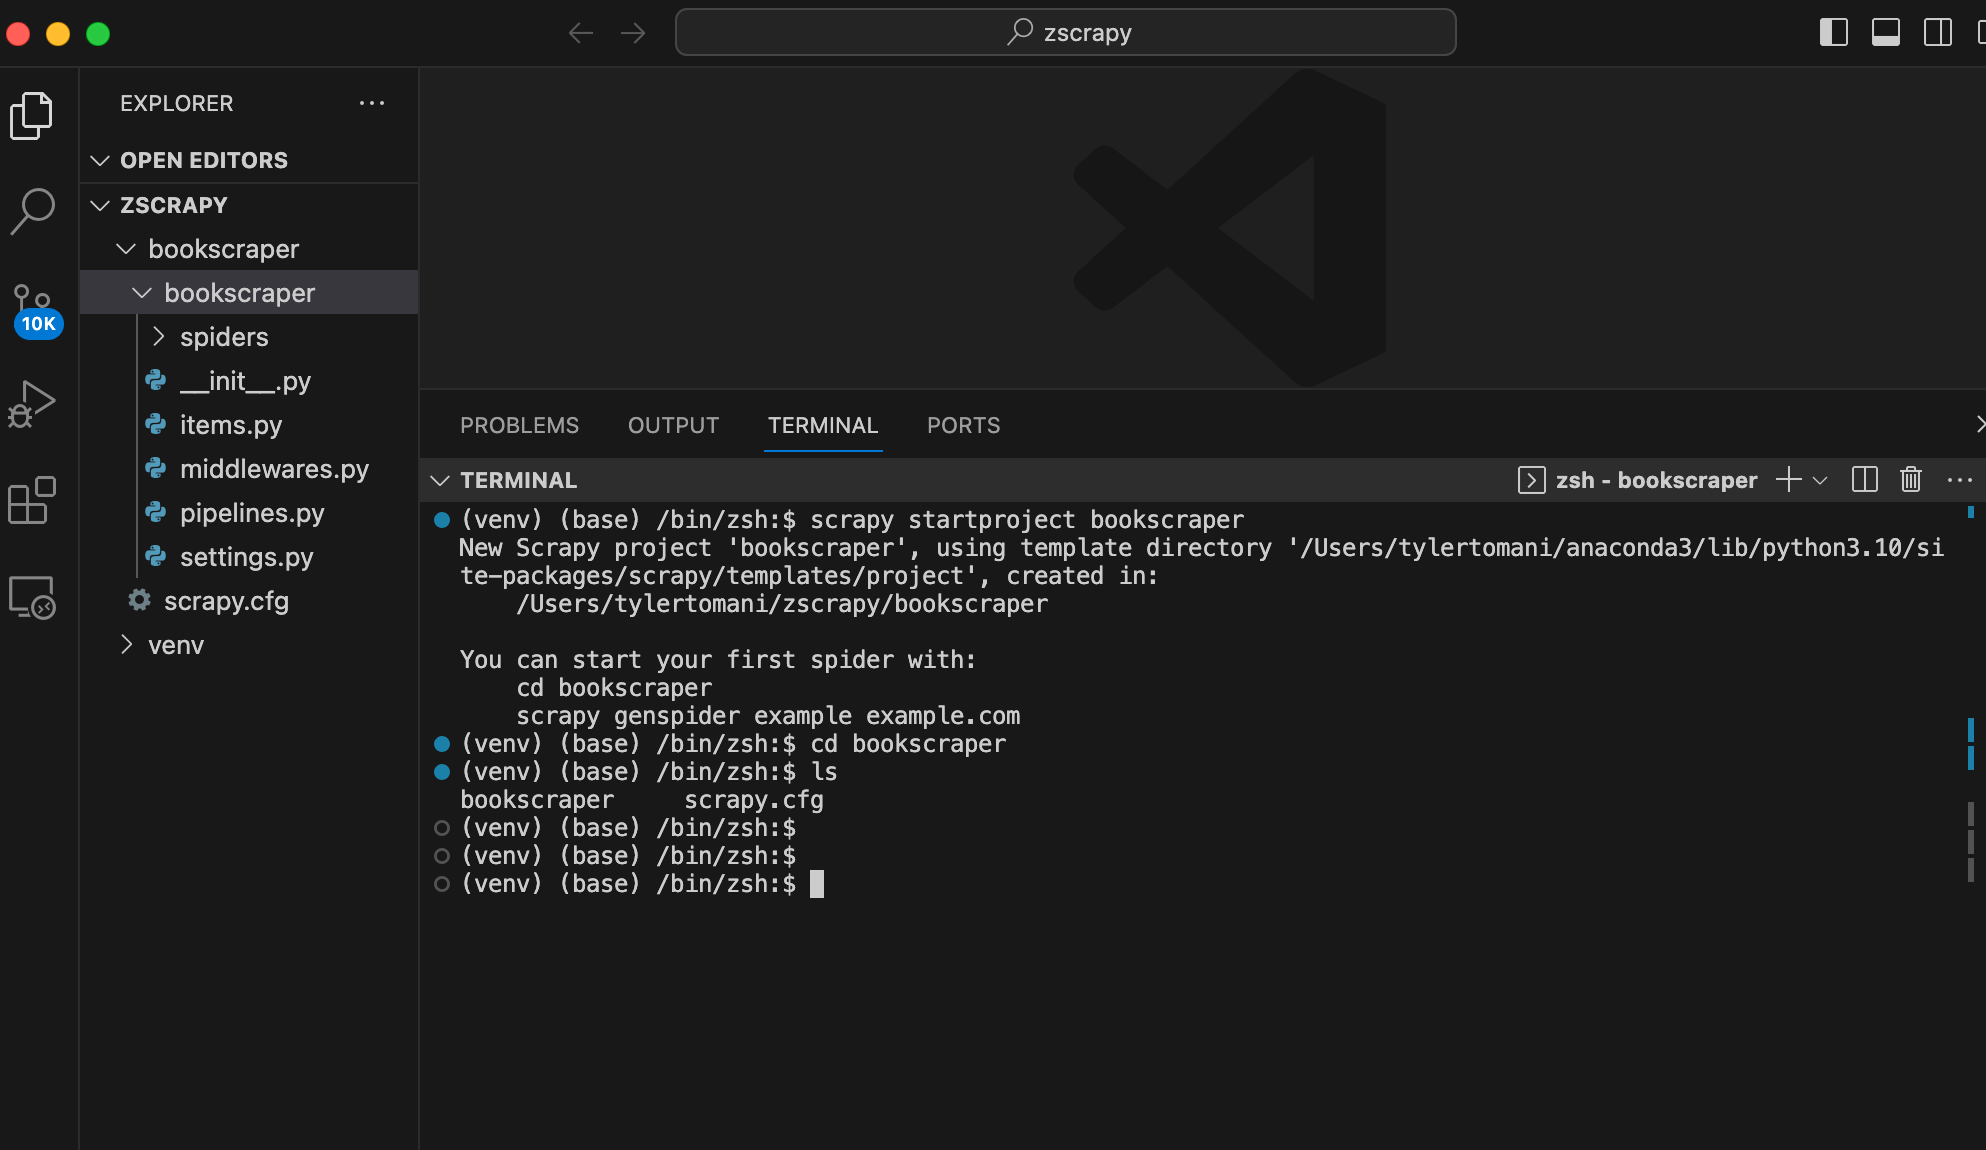 zscrapy
EXPLORER
OPEN EDITORS
ZSCRAPY
bookscraper
bookscraper
spiders
__init__.py
items.py
middlewares.py
pipelines.py
settings.py
scrapy.cfg
venv
10K
PROBLEMS OUTPUT TERMINAL PORTS
TERMINAL zsh - bookscraper
(venv) (base) /bin/zsh:$ scrapy startproject bookscraper
New Scrapy project 'bookscraper', using template directory '/Users/tylertomani/anaconda3/lib/python3.10/si
te-packages/scrapy/templates/project', created in:
/Users/tylertomani/zscrapy/bookscraper
You can start your first spider with:
cd bookscraper
scrapy genspider example example.com
(venv) (base) /bin/zsh:$ cd bookscraper
(venv) (base) /bin/zsh:$ ls
bookscraper scrapy.cfg
(venv) (base) /bin/zsh:$
(venv) (base) /bin/zsh:$
(venv) (base) /bin/zsh:$